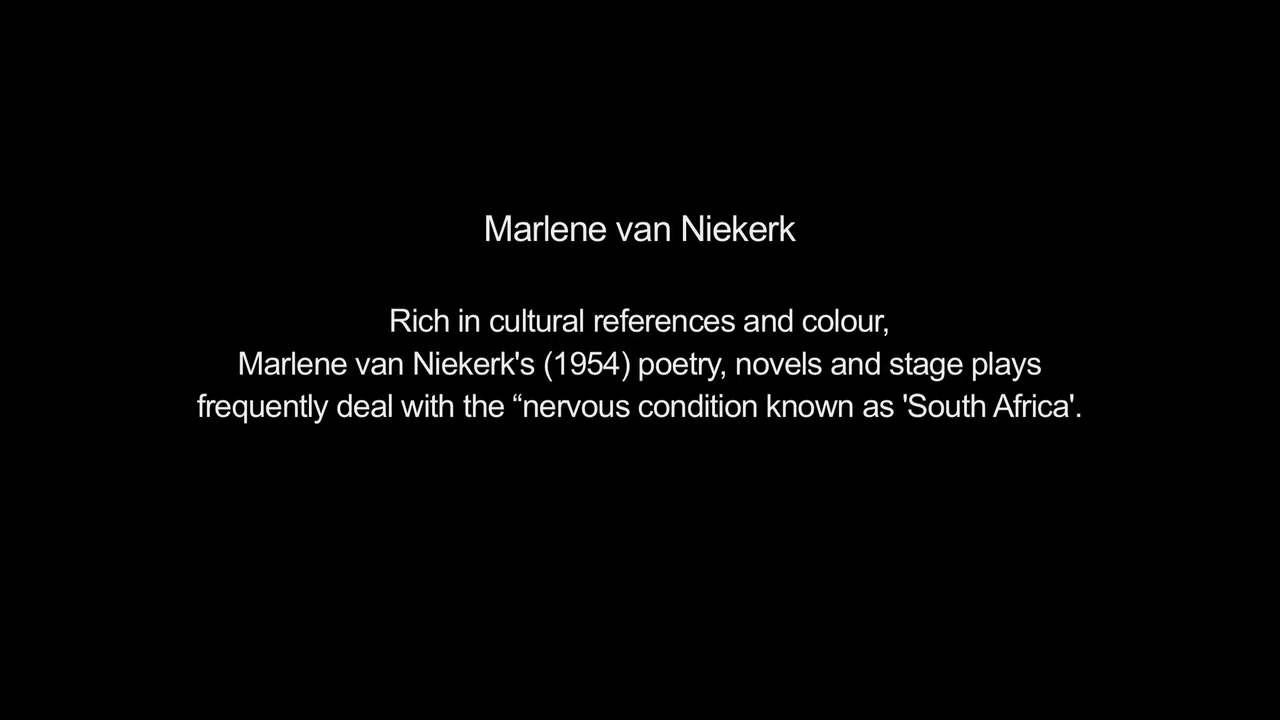 Marlene van Niekerk
Rich in cultural references and colour,
Marlene van Niekerk's (1954) poetry, novels and stage plays
frequently deal with the “nervous condition known as 'South Africa'.